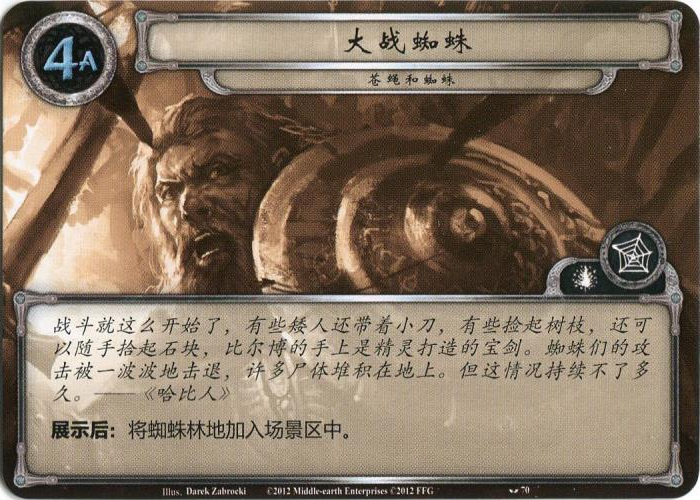 4A
大战蜘蛛
苍蝇和蜘蛛
战斗就这么开始了，有些矮人还带着小刀，有些捡起树枝，还可
以随手拾起石块，比尔博的手上是精灵打造的宝剑。蜘蛛们的攻
击被一波波地击退，许多尸体堆积在地上。但这情况持续不了多
久。——《哈比人》
展示后：将蜘蛛林地加入场景区中。
Illus. Darek Zabrocki ©2012 Middle-earth Enterprises ©2012 FFG 70